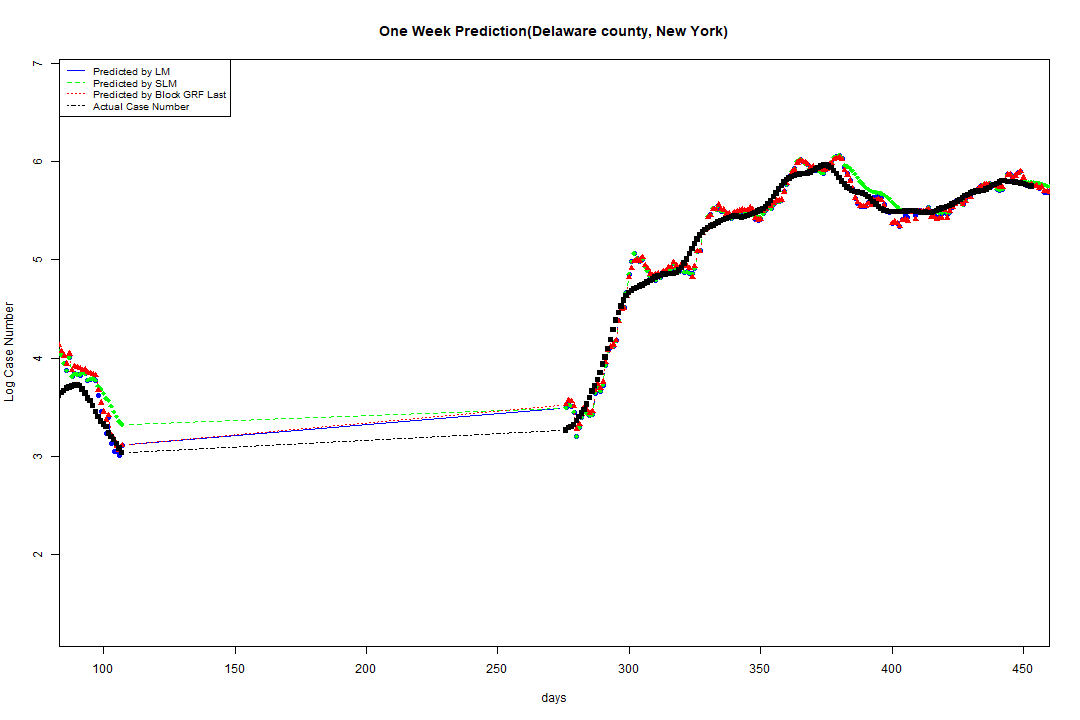 One Week Prediction(Delaware county, New York)
Predicted by LM
Predicted by SLM
Predicted by Block GRF Last
Actual Case Number
7
6
5
4
3
2
Log Case Number
100 150 200 250 300 350 400 450
days